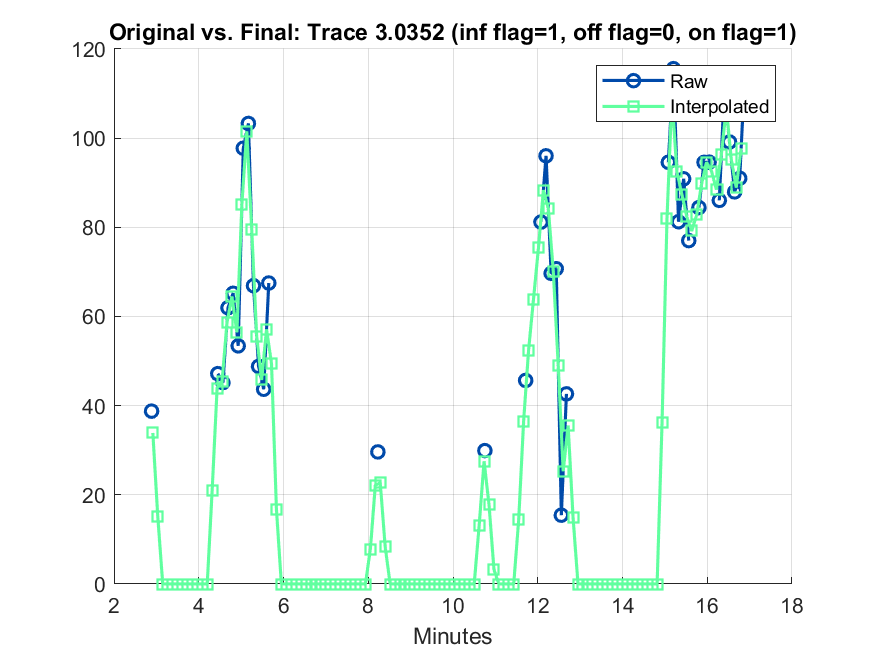 Original vs. Final: Trace 3.0352 (inf flag=1, off flag=0, on flag=1)
120
100
80
60
40
20
0
Raw
Interpolated
2 4 6 8 10 12 14 16 18
Minutes